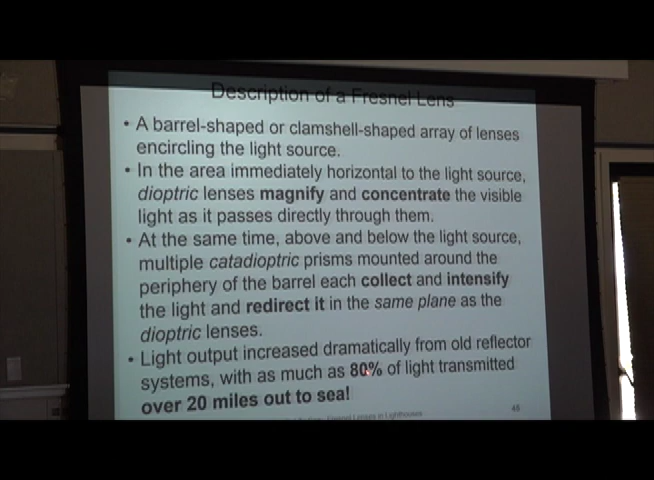 Description of a Fresnel Lens
• A barrel-shaped or clamshell-shaped array of lenses
encircling the light source.
• In the area immediately horizontal to the light source,
dioptric lenses magnify and concentrate the visible
light as it passes directly through them.
• At the same time, above and below the light source,
multiple catadioptric prisms mounted around the
periphery of the barrel each collect and intensify
the light and redirect it in the same plane as the
dioptric lenses.
• Light output increased dramatically from old reflector
systems, with as much as 80% of light transmitted
over 20 miles out to sea!
Fresnel Lenses in Lighthouses